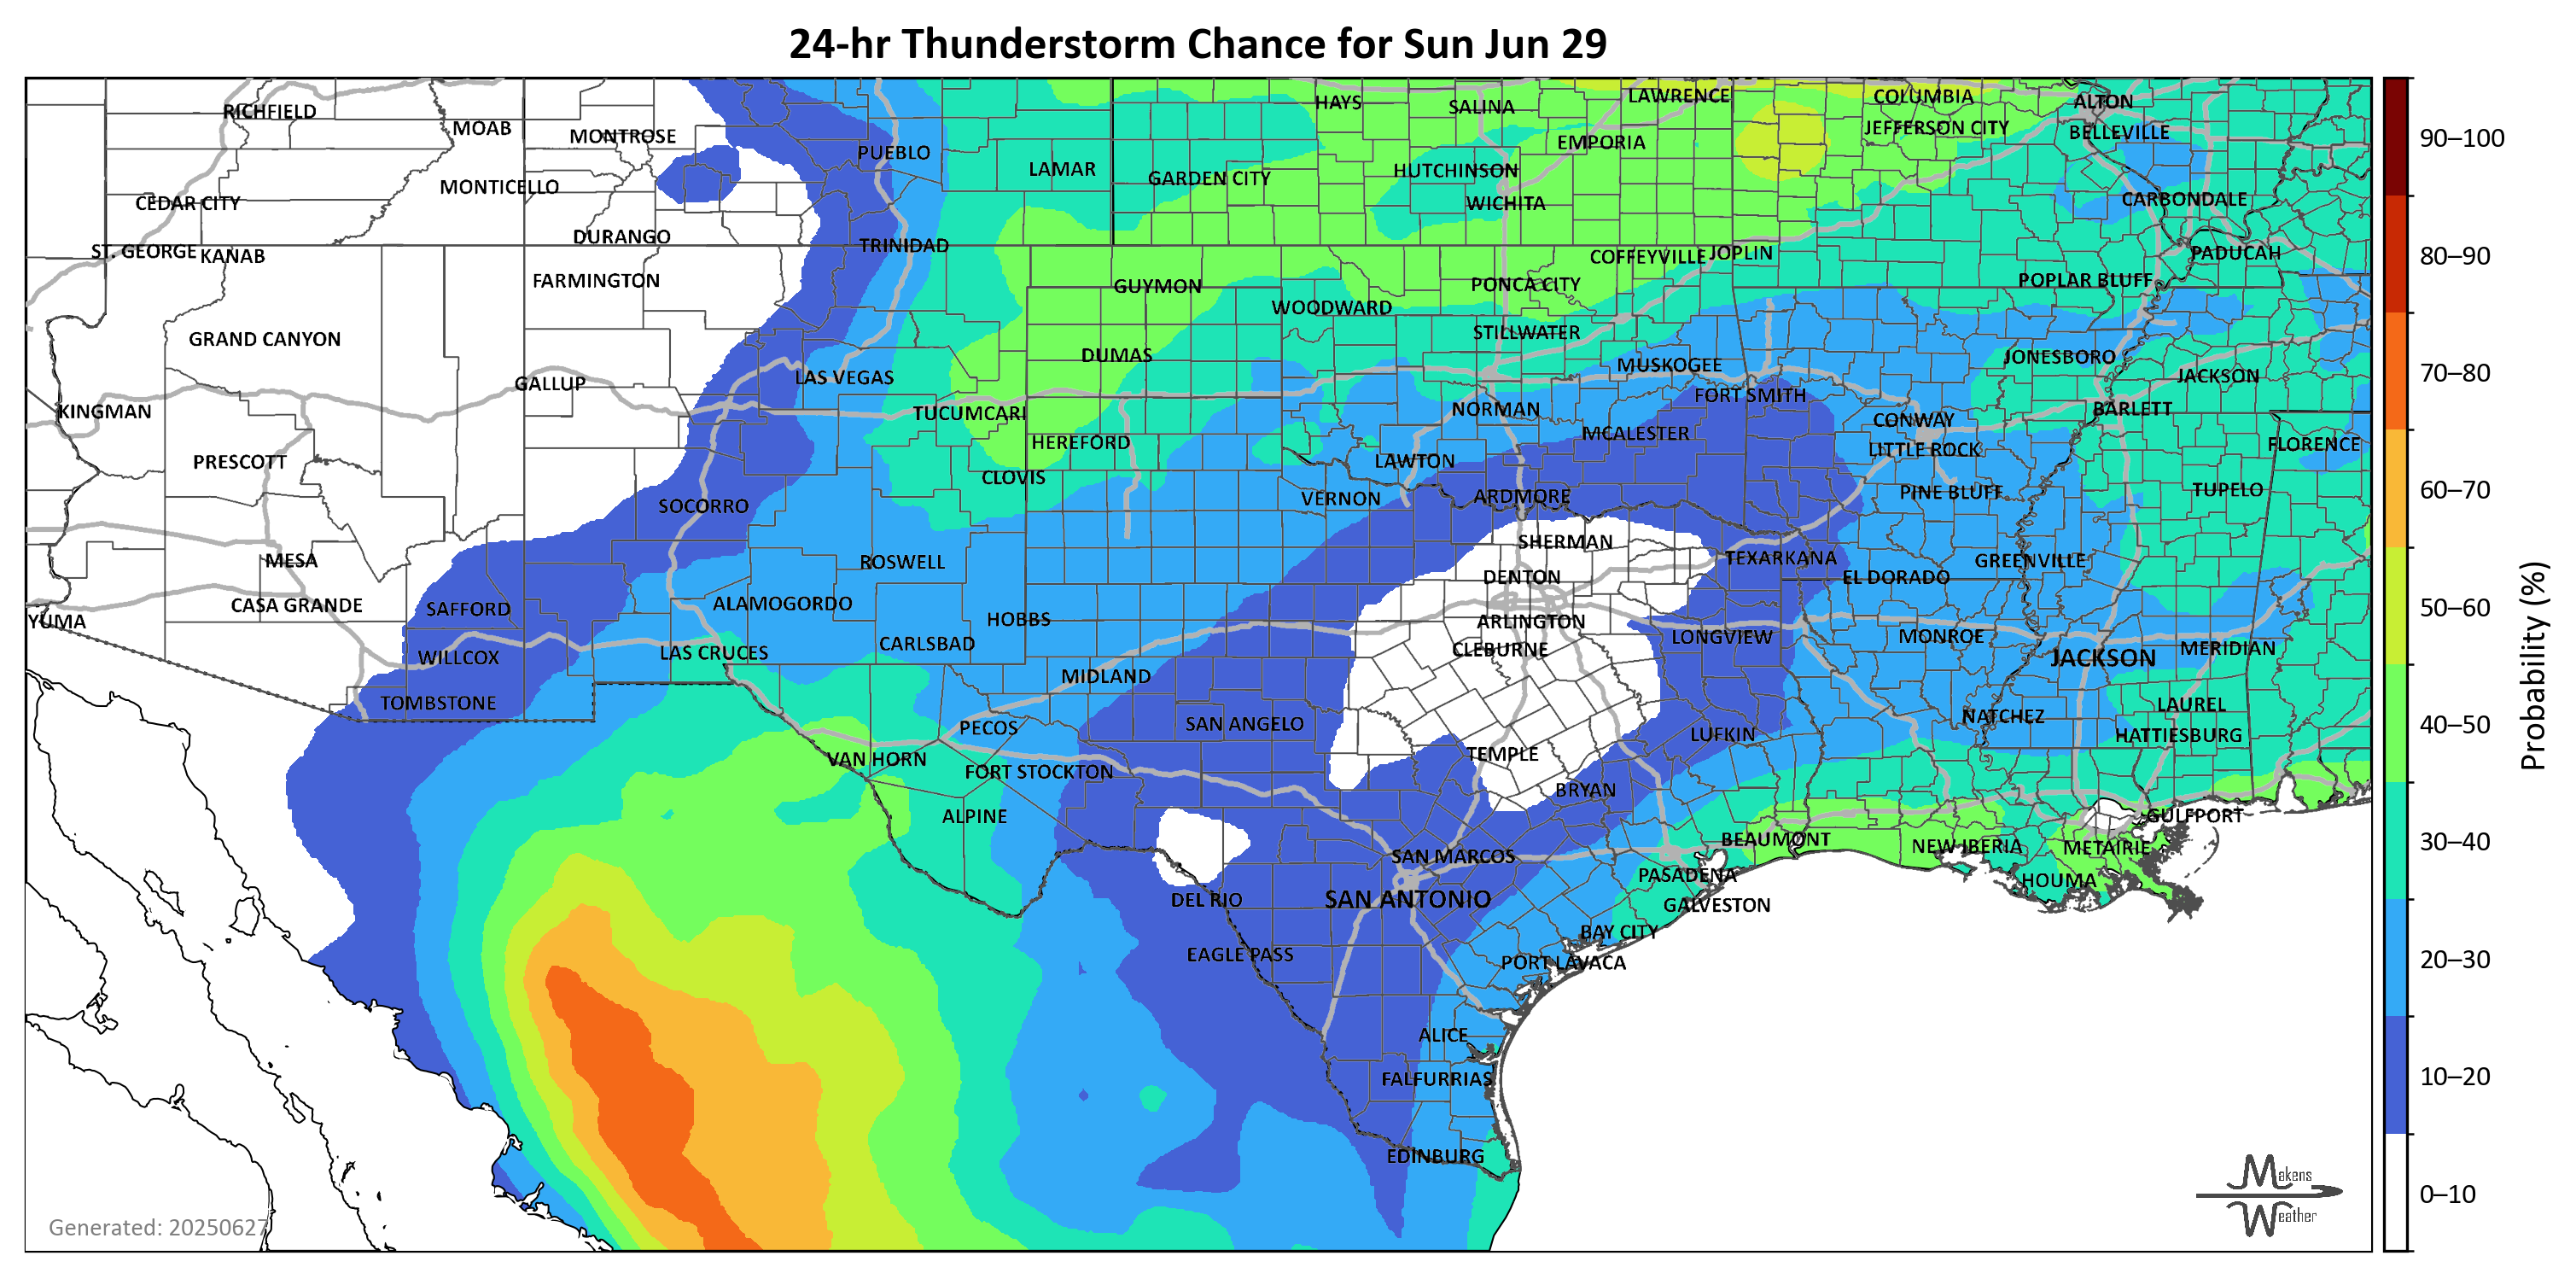 24-hr Thunderstorm Chance for Sun Jun 29
RICHFIELD
MOAB
MONTROSE
PUEBLO
LAMAR
GARDEN CITY
HAYS
SALINA
LAWRENCE
COLUMBIA
ALTON
JEFFERSON CITY
BELLEVILLE
EMPORIA
HUTCHINSON
WICHITA
CARBONDALE
MONTICELLO
CEDAR CITY
DURANGO
TRINIDAD
ST. GEORGE
KANAB
FARMINGTON
GUYMON
WOODWARD
PONCA CITY
COFFEYVILLE
JOPLIN
PADUCAH
POPLAR BLUFF
GRAND CANYON
DUMAS
STILLWATER
MUSKOGEE
JONESBORO
JACKSON
GALLUP
LAS VEGAS
FORT SMITH
KINGMAN
TUCUMCARI
NORMAN
CONWAY
BARLETT
HEREFORD
MCALESTER
LITTLE ROCK
FLORENCE
PRESCOTT
CLOVIS
LAWTON
SOCORRO
VERNON
ARDMORE
PINE BLUFF
TUPELO
MESA
ROSWELL
SHERMAN
TEXARKANA
GREENVILLE
DENTON
EL DORADO
CASA GRANDE
SAFFORD
ALAMOGORDO
YUMA
HOBBS
ARLINGTON
LONGVIEW
MONROE
WILLCOX
LAS CRUCES
CARLSBAD
CLEBURNE
JACKSON
MERIDIAN
MIDLAND
TOMBSTONE
PECOS
SAN ANGELO
LUFKIN
NATCHEZ
LAUREL
HATTIESBURG
VAN HORN
FORT STOCKTON
TEMPLE
BRYAN
ALPINE
GULFPORT
SAN MARCOS
BEAUMONT
NEW IBERIA
METAIRIE
PASADENA
HOUMA
DEL RIO
SAN ANTONIO
GALVESTON
BAY CITY
EAGLE PASS
PORT LAVACA
ALICE
FALFURRIAS
EDINBURG
Generated: 20250627
Makens
Weather
90–100
80–90
70–80
60–70
50–60
40–50
30–40
20–30
10–20
0–10
Probability (%)